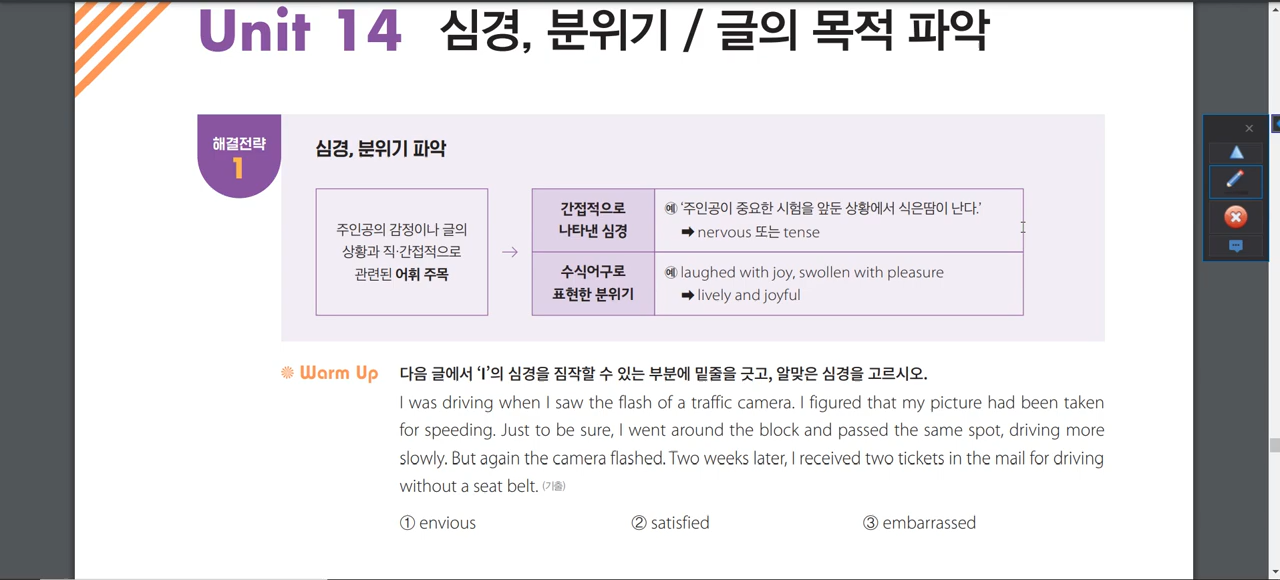 Unit 14 심경, 분위기 / 글의 목적 파악
해결전략
1
심경, 분위기 파악
주인공의 감정이나 글의
상황과 직·간접적으로
관련된 어휘 주목
→
간접적으로
나타낸 심경
예 ‘주인공이 중요한 시험을 앞둔 상황에서 식은땀이 난다.’
➡ nervous 또는 tense
수식어구로
표현한 분위기
예 laughed with joy, swollen with pleasure
➡ lively and joyful
Warm Up 다음 글에서 ‘I’의 심경을 짐작할 수 있는 부분에 밑줄을 긋고, 알맞은 심경을 고르시오.
I was driving when I saw the flash of a traffic camera. I figured that my picture had been taken
for speeding. Just to be sure, I went around the block and passed the same spot, driving more
slowly. But again the camera flashed. Two weeks later, I received two tickets in the mail for driving
without a seat belt. (기출)
① envious ② satisfied ③ embarrassed